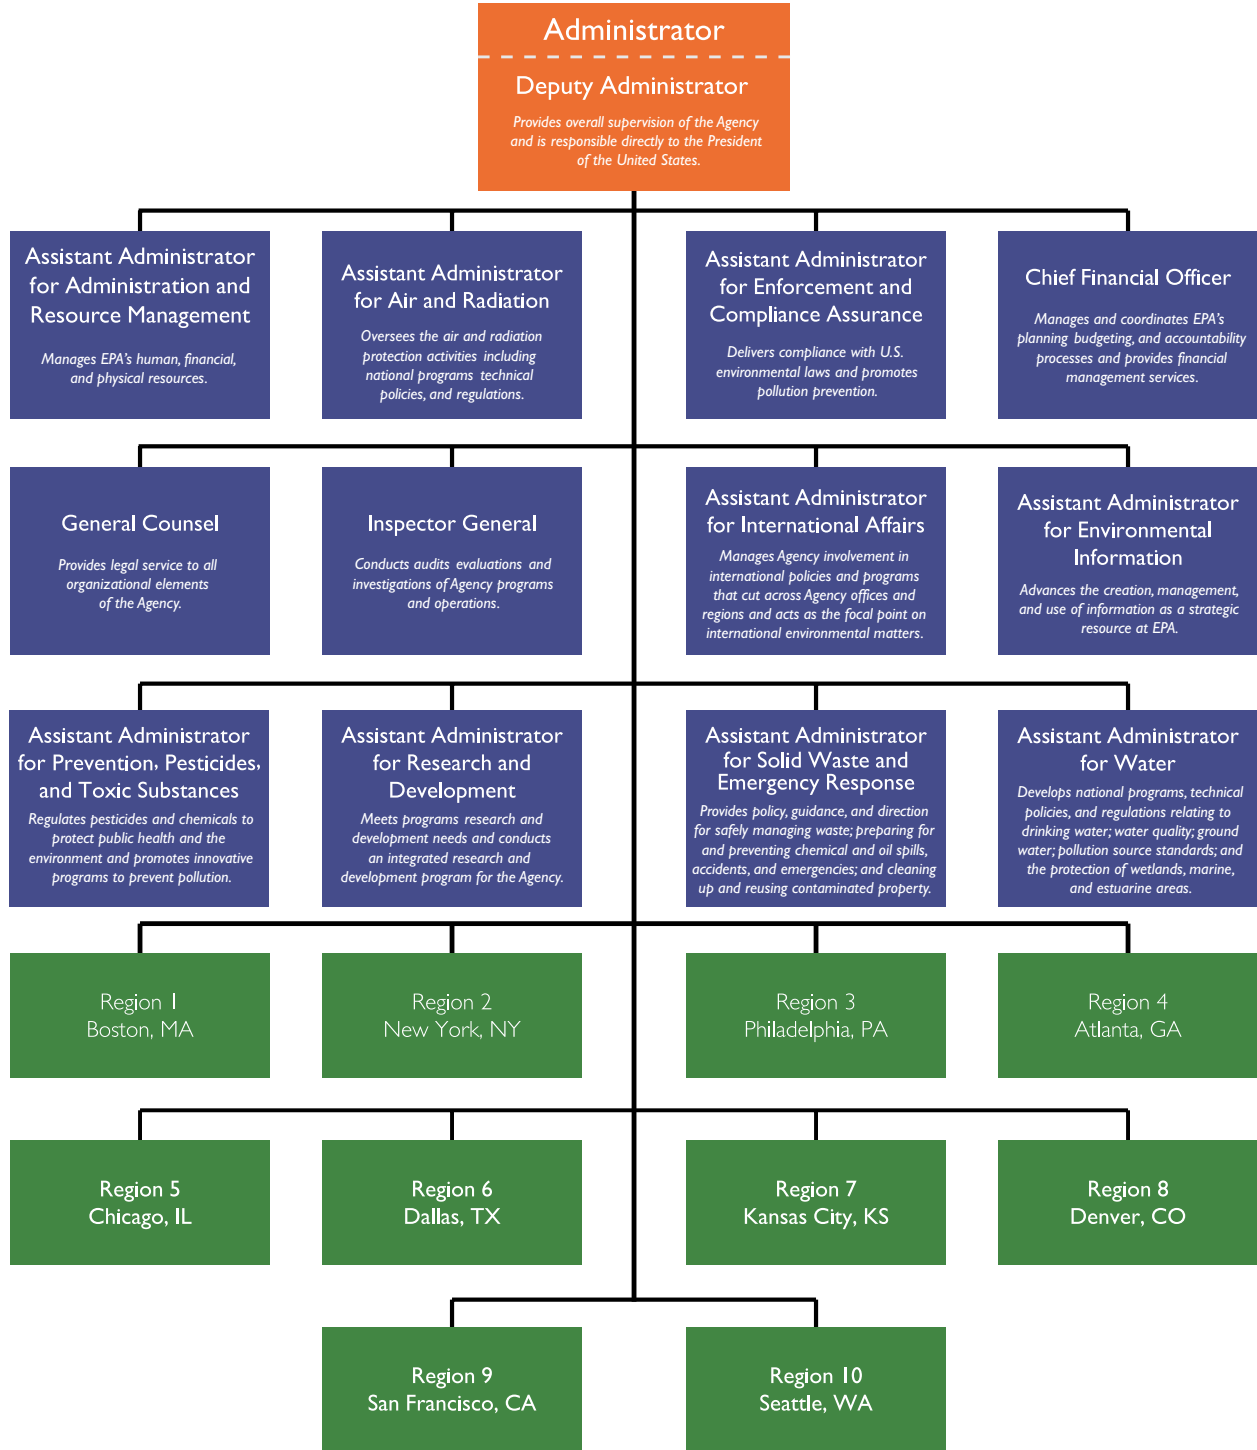 Administrator
Deputy Administrator
Provides overall supervision of the Agency
and is responsible directly to the President
of the United States.
Assistant Administrator
for Administration and
Resource Management
Manages EPA's human, financial,
and physical resources.
Assistant Administrator
for Air and Radiation
Oversees the air and radiation
protection activities including
national programs technical
policies, and regulations.
Assistant Administrator
for Enforcement and
Compliance Assurance
Delivers compliance with U.S.
environmental laws and promotes
pollution prevention.
Chief Financial Officer
Manages and coordinates EPA's
planning budgeting, and accountability
processes and provides financial
management services.
General Counsel
Provides legal service to all
organizational elements
of the Agency.
Inspector General
Conducts audits evaluations and
investigations of Agency programs
and operations.
Assistant Administrator
for International Affairs
Manages Agency involvement in
international policies and programs
that cut across Agency offices and
regions and acts as the focal point on
international environmental matters.
Assistant Administrator
for Environmental
Information
Advances the creation, management,
and use of information as a strategic
resource at EPA.
Assistant Administrator
for Prevention, Pesticides,
and Toxic Substances
Regulates pesticides and chemicals to
protect public health and the
environment and promotes innovative
programs to prevent pollution.
Assistant Administrator
for Research and
Development
Meets programs research and
development needs and conducts
an integrated research and
development program for the Agency.
Assistant Administrator
for Solid Waste and
Emergency Response
Provides policy, guidance, and direction
for safely managing waste; preparing for
and preventing chemical and oil spills,
accidents, and emergencies; and cleaning
up and reusing contaminated property.
Assistant Administrator
for Water
Develops national programs, technical
policies, and regulations relating to
drinking water; water quality; ground
water; pollution source standards; and
the protection of wetlands, marine,
and estuarine areas.
Region 1
Boston, MA
Region 2
New York, NY
Region 3
Philadelphia, PA
Region 4
Atlanta, GA
Region 5
Chicago, IL
Region 6
Dallas, TX
Region 7
Kansas City, KS
Region 8
Denver, CO
Region 9
San Francisco, CA
Region 10
Seattle, WA